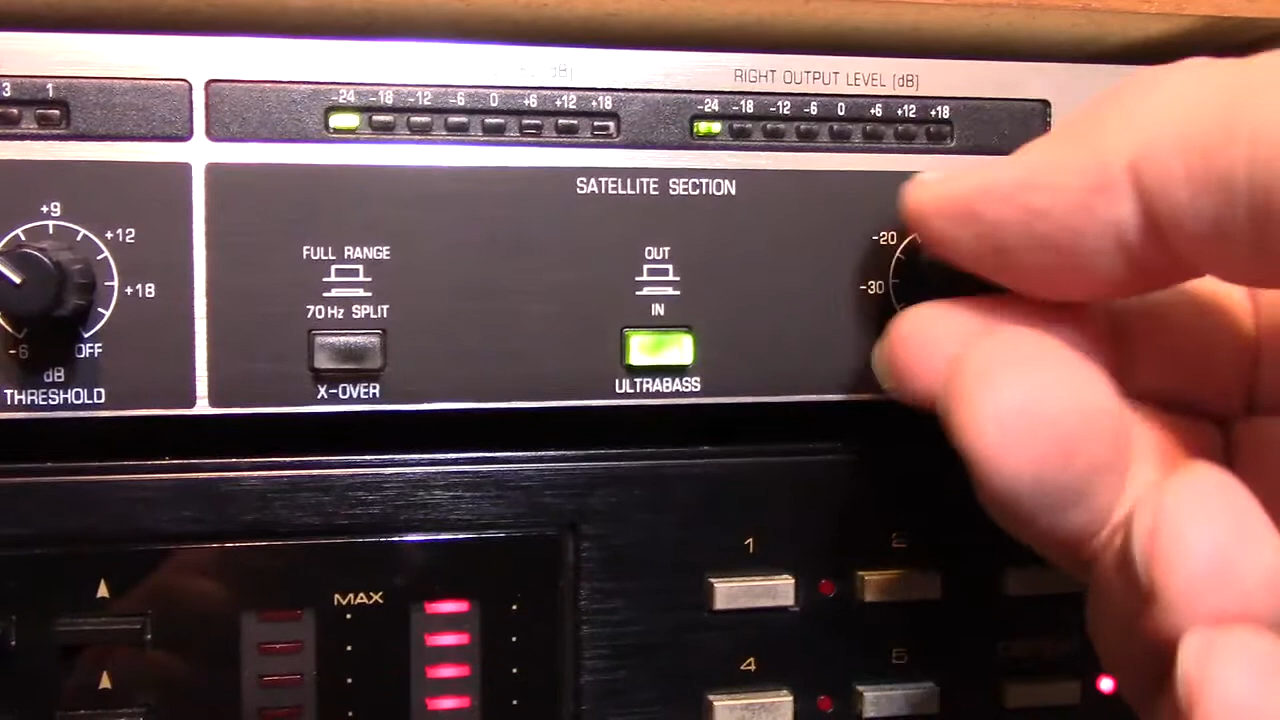 3 1
-24 -18 -12 -6 0 +6 +12 +18
RIGHT OUTPUT LEVEL [dB]
-24 -18 -12 -6 0 +6 +12 +18
+9
+12
+18
-6 OFF
dB
THRESHOLD
SATELLITE SECTION
FULL RANGE
70Hz SPLIT
X-OVER
OUT
IN
ULTRABASS
-20
-30
MAX
1 2
4 5